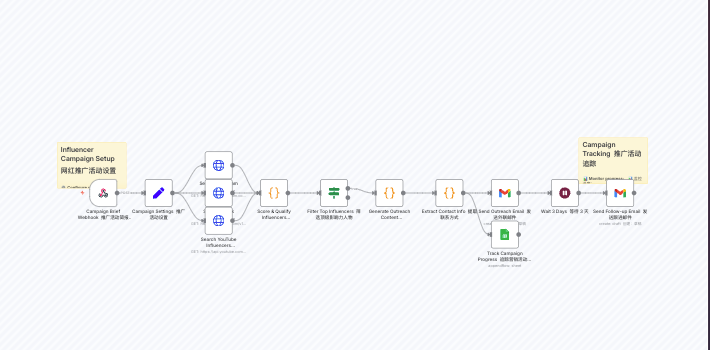 Influencer
Campaign Setup
网红推广活动设置
Campaign
Tracking 推广活动
追踪
Campaign Brief
Webhook 推广活动简报..
Campaign Settings 推广
活动设置
Search YouTube
Influencers...
Score & Qualify
Influencers...
Filter Top Influencers 筛
选顶级影响力人物
Generate Outreach
Content...
Extract Contact Info 提取
联系方式
Send Outreach Email 发
送外联邮件
Track Campaign
Progress 追踪营销活动...
Wait 3 Days 等待 3 天
Send Follow-up Email 发
送跟进邮件